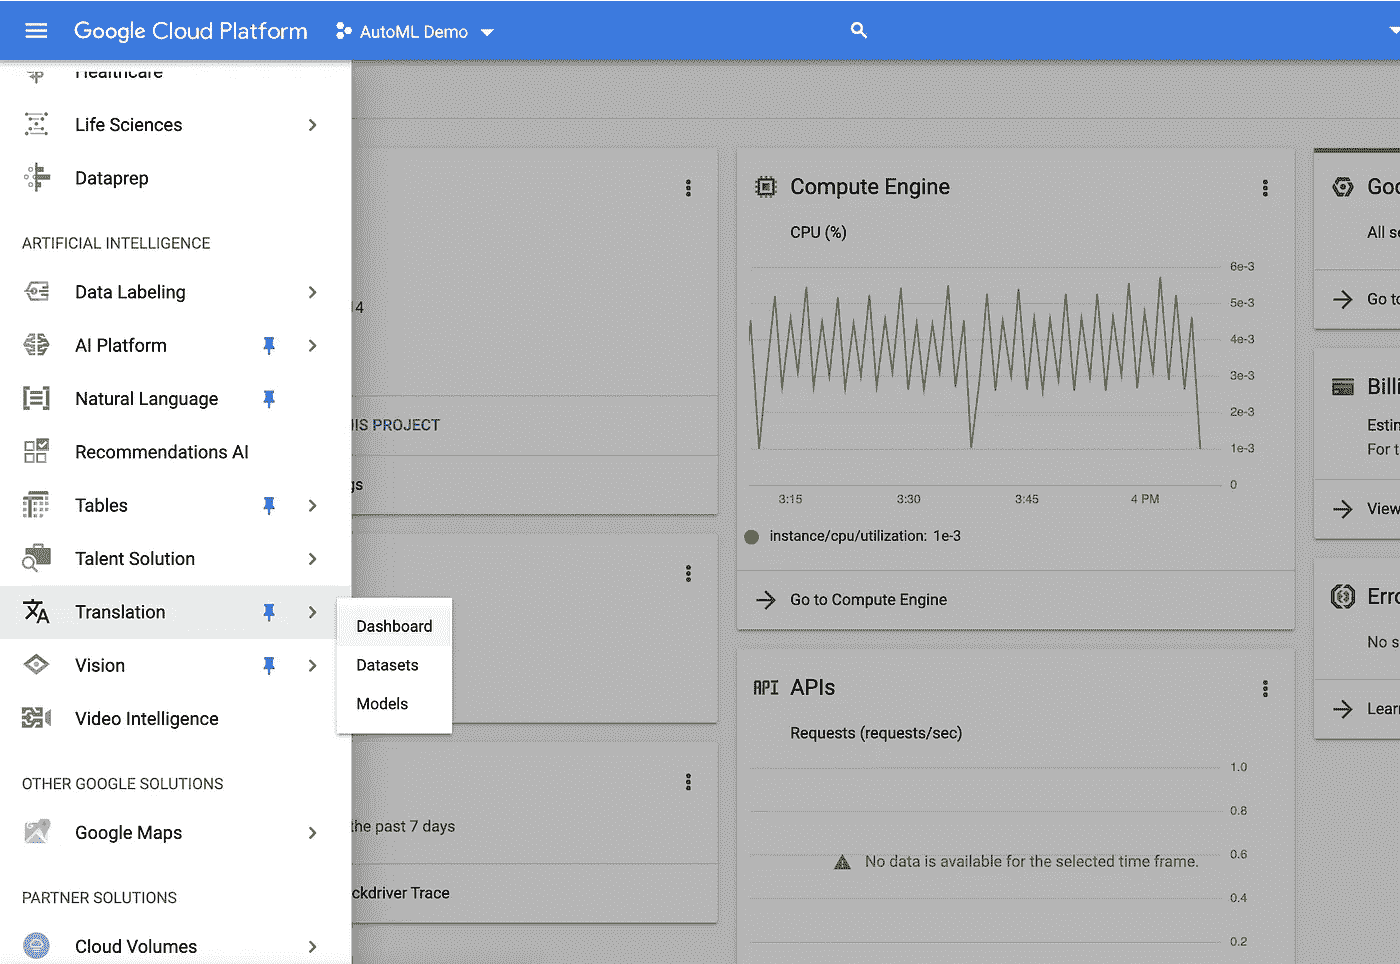 Google Cloud Platform
AutoML Demo
Healthcare
Life Sciences
Dataprep
ARTIFICIAL INTELLIGENCE
Data Labeling
AI Platform
Natural Language
Recommendations AI
Tables
Talent Solution
Translation
Vision
Video Intelligence
OTHER GOOGLE SOLUTIONS
Google Maps
PARTNER SOLUTIONS
Cloud Volumes
Dashboard
Datasets
Models
14
HIS PROJECT
gs
the past 7 days
ckdriver Trace
Compute Engine
CPU (%)
6e-3
5e-3
4e-3
3e-3
2e-3
1e-3
0
3:15 3:30 3:45 4 PM
instance/cpu/utilization: 1e-3
Go to Compute Engine
API APIs
Requests (requests/sec)
1.0
0.8
0.6
No data is available for the selected time frame.
0.4
0.2
Goo
All se
Go to
Billi
Estin
For t
View
Erro
No s
Learn